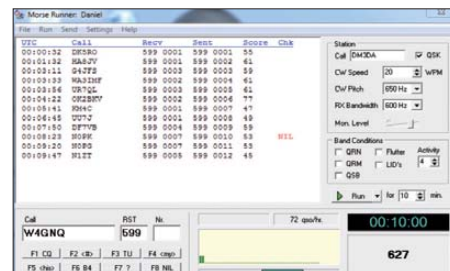 Morse Runner: Daniel
File Run Send Settings Help
UTC Call Recv Sent Score Chk
00:00:32 DK5RO 599 0001 599 0001 55
00:01:32 HA8JV 599 0001 599 0002 61
00:03:11 G4JFS 599 0001 599 0003 59
00:03:33 WA3IMF 599 0002 599 0004 61
00:03:56 UR7QL 599 0003 599 0005 61
00:04:22 OK2BKV 599 0002 599 0006 77
00:05:41 KM4C 599 0001 599 0007 47
00:06:45 UU7J 599 0001 599 0008 49
00:07:50 DF7VB 599 0004 599 0009 59
00:08:23 N0PK 599 0007 599 0010 53 NIL
00:09:20 N0PG 599 0007 599 0011 53
00:09:47 N1ZT 599 0005 599 0012 45
Station
Call DM3DA QSK
CW Speed 20 WPM
CW Pitch 650 Hz
RX Bandwidth 600 Hz
Mon. Level
Band Conditions
QRN Flutter Activity
QRM LID's 4
QSB
Run for 10 min.
Call RST Nr.
W4GNQ 599
F1 CQ F2 <#> F3 TU F4 <my>
F5 <his> F6 B4 F7 ? F8 NIL
72 qso/hr.
00:10:00
627